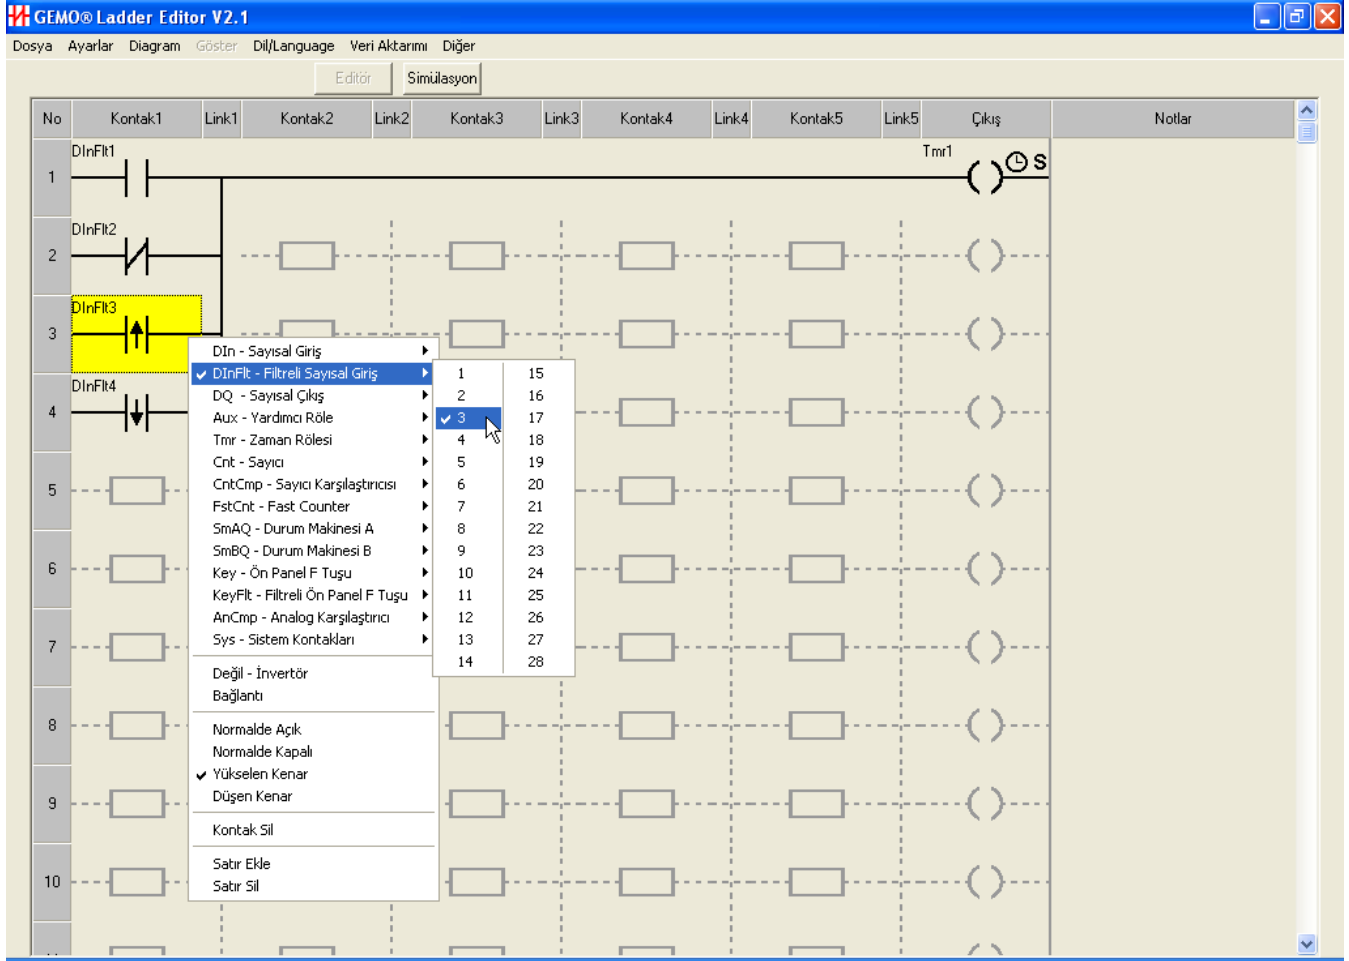 GEMO® Ladder Editor V2.1
Dosya Ayarlar Diagram Göster Dil/Language Veri Aktarımı Diğer
Editör Simülasyon
No Kontak1 Link1 Kontak2 Link2 Kontak3 Link3 Kontak4 Link4 Kontak5 Link5 Çıkış Notlar
DInFlt1 Tmr1
S
1
DInFlt2
2
DInFlt3
3
DInFlt4
4
5
6
7
8
9
10
DIn - Sayısal Giriş
DInFlt - Filtreli Sayısal Giriş
DQ - Sayısal Çıkış
Aux - Yardımcı Röle
Tmr - Zaman Rölesi
Cnt - Sayıcı
CntCmp - Sayıcı Karşılaştırıcısı
FstCnt - Fast Counter
SmAQ - Durum Makinesi A
SmBQ - Durum Makinesi B
Key - Ön Panel F Tuşu
KeyFlt - Filtreli Ön Panel F Tuşu
AnCmp - Analog Karşılaştırıcı
Sys - Sistem Kontakları
Değil - İnvertör
Bağlantı
Normalde Açık
Normalde Kapalı
Yükselen Kenar
Düşen Kenar
Kontak Sil
Satır Ekle
Satır Sil
1 15
2 16
3 17
4 18
5 19
6 20
7 21
8 22
9 23
10 24
11 25
12 26
13 27
14 28